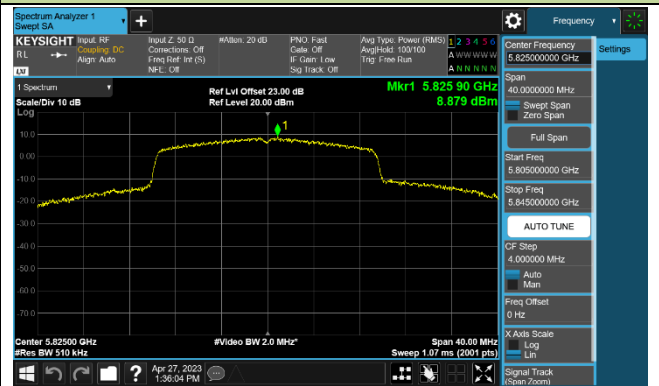 Spectrum Analyzer 1
Swept SA
Frequency
KEYSIGHT
RL
LXI
Input: RF
Coupling: DC
Align: Auto
Input Z: 50 Ω
Corrections: Off
Freq Ref: Int (S)
NFE: Off
#Atten: 20 dB
PNO: Fast
Gate: Off
IF Gain: Low
Sig Track: Off
Avg Type: Power (RMS)
Avg|Hold: 100/100
Trig: Free Run
1 2 3 4 5 6
A W W W W W
A N N N N N
Center Frequency
5.825000000 GHz
Settings
Span
40.0000000 MHz
Swept Span
Zero Span
Full Span
Start Freq
5.805000000 GHz
Stop Freq
5.845000000 GHz
AUTO TUNE
CF Step
4.000000 MHz
Auto
Man
Freq Offset
0 Hz
X Axis Scale
Log
Lin
Signal Track
(Span Zoom)
1 Spectrum
Scale/Div 10 dB
Log
Ref Lvl Offset 23.00 dB
Ref Level 20.00 dBm
Mkr1 5.825 90 GHz
8.879 dBm
1
10.0
0.00
-10.0
-20.0
-30.0
-40.0
-50.0
-60.0
-70.0
Center 5.82500 GHz
#Res BW 510 kHz
#Video BW 2.0 MHz*
Span 40.00 MHz
Sweep 1.07 ms (2001 pts)
?
Apr 27, 2023
1:36:04 PM